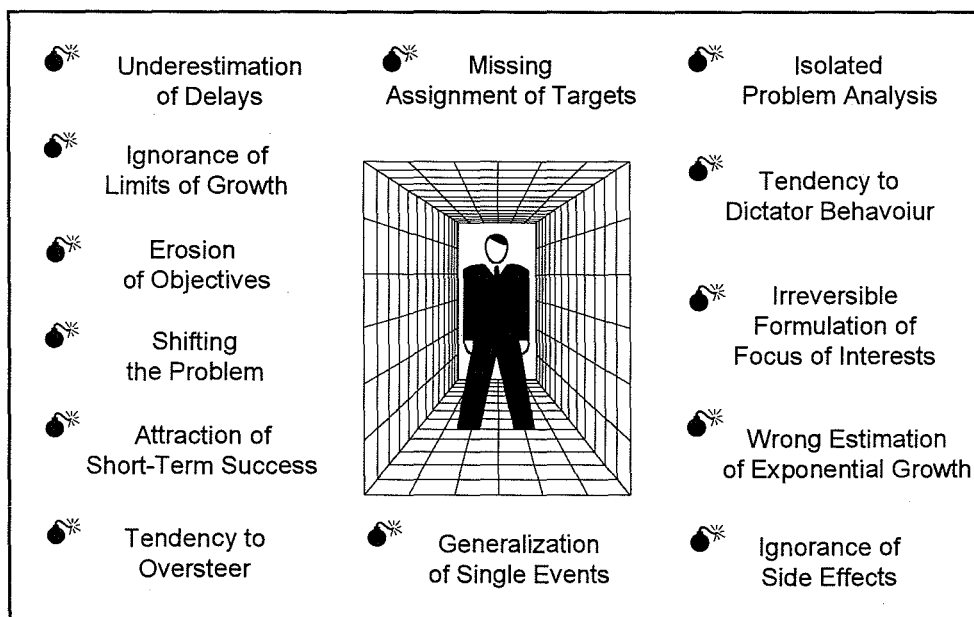 Underestimation
of Delays
Ignorance of
Limits of Growth
Erosion
of Objectives
Shifting
the Problem
Attraction of
Short-Term Success
Tendency to
Oversteer
Missing
Assignment of Targets
Generalization
of Single Events
Isolated
Problem Analysis
Tendency to
Dictator Behavoiur
Irreversible
Formulation of
Focus of Interests
Wrong Estimation
of Exponential Growth
Ignorance of
Side Effects